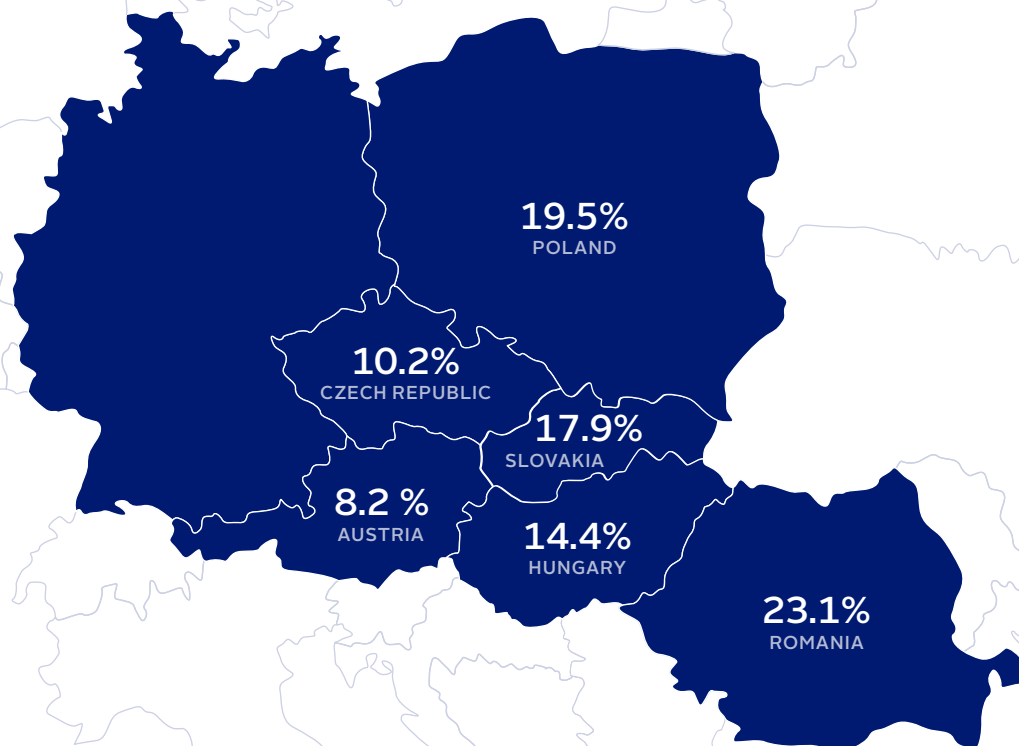 19.5%
POLAND
10.2%
CZECH REPUBLIC
17.9%
SLOVAKIA
8.2 %
AUSTRIA
14.4%
HUNGARY
23.1%
ROMANIA